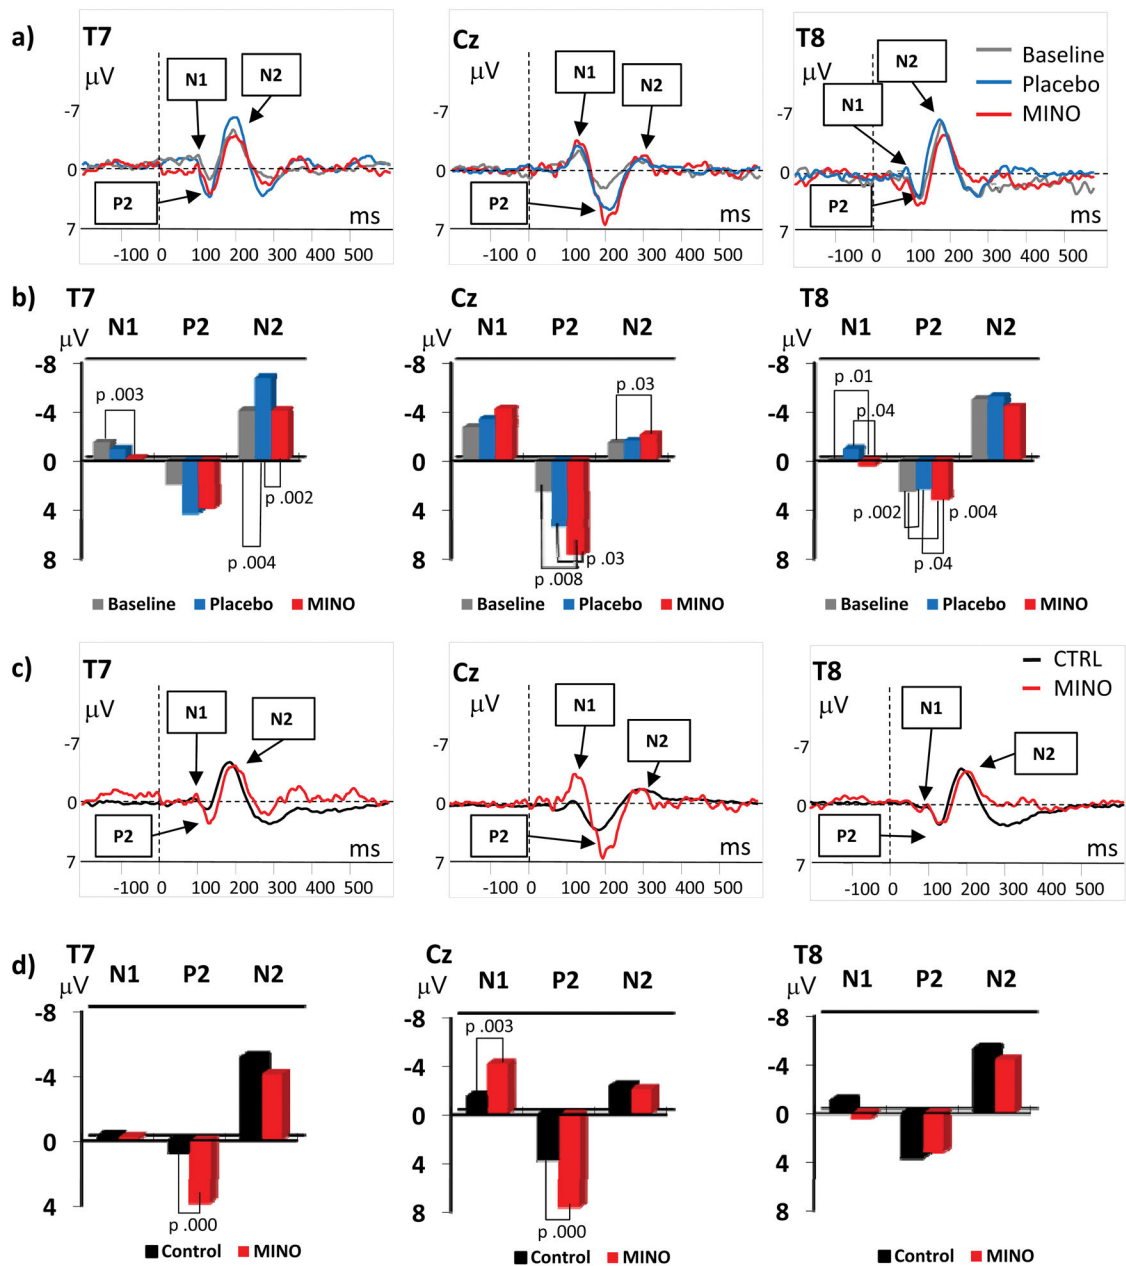 a)
T7
μV
N1
N2
-7
0
P2
ms
7
-100 0 100 200 300 400 500
Cz
μV
N1
N2
-7
0
P2
ms
7
-100 0 100 200 300 400 500
T8
μV
N2
N1
Baseline
Placebo
MINO
-7
0
P2
ms
7
-100 0 100 200 300 400 500
b)
T7
μV
N1 P2 N2
-8
-4
0
4
8
p .003
p .002
p .004
Baseline Placebo MINO
Cz
μV
N1 P2 N2
-8
-4
0
4
8
p .03
p .03
p .008
Baseline Placebo MINO
T8
μV
N1 P2 N2
-8
-4
0
4
8
p .01
p .04
p .002
p .004
p .04
Baseline Placebo MINO
c)
T7
μV
N1
N2
-7
0
P2
ms
7
-100 0 100 200 300 400 500
Cz
μV
N1
N2
-7
0
P2
ms
7
-100 0 100 200 300 400 500
T8
μV
N1
N2
CTRL
MINO
-7
0
P2
ms
7
-100 0 100 200 300 400 500
d)
T7
μV
N1 P2 N2
-8
-4
0
4
p .000
Control MINO
Cz
μV
N1 P2 N2
-8
-4
0
4
8
p .003
p .000
Control MINO
T8
μV
N1 P2 N2
-8
-4
0
4
8
Control MINO